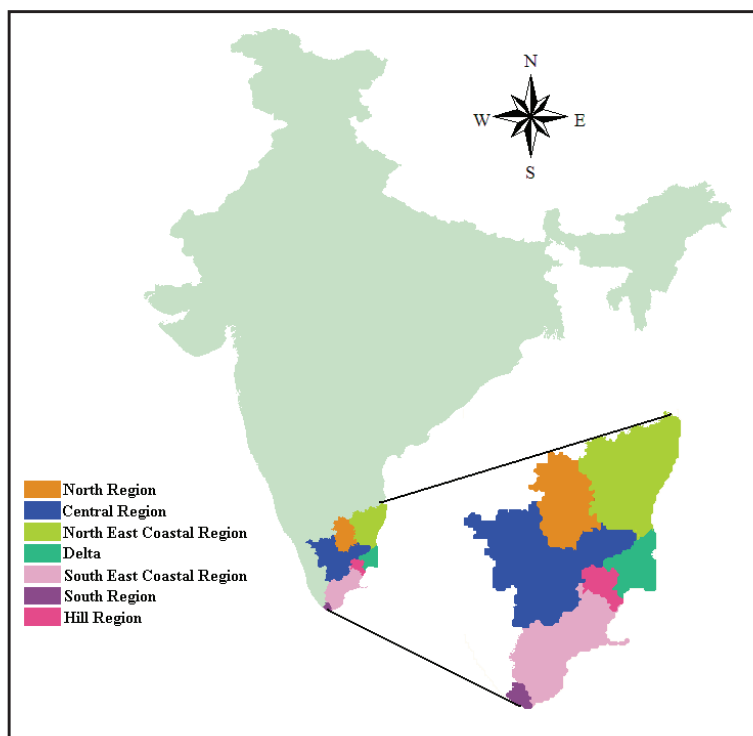 N
W E
S
North Region
Central Region
North East Coastal Region
Delta
South East Coastal Region
South Region
Hill Region